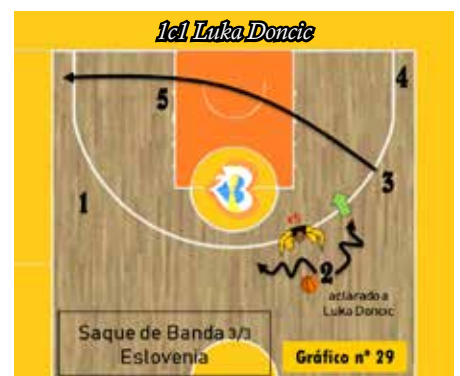 1c1 Luka Doncic
4
5
3
1
x5
2
aclarado a
Luka Doncic
Saque de Banda 3/3
Eslovenia
Gráfico nº 29